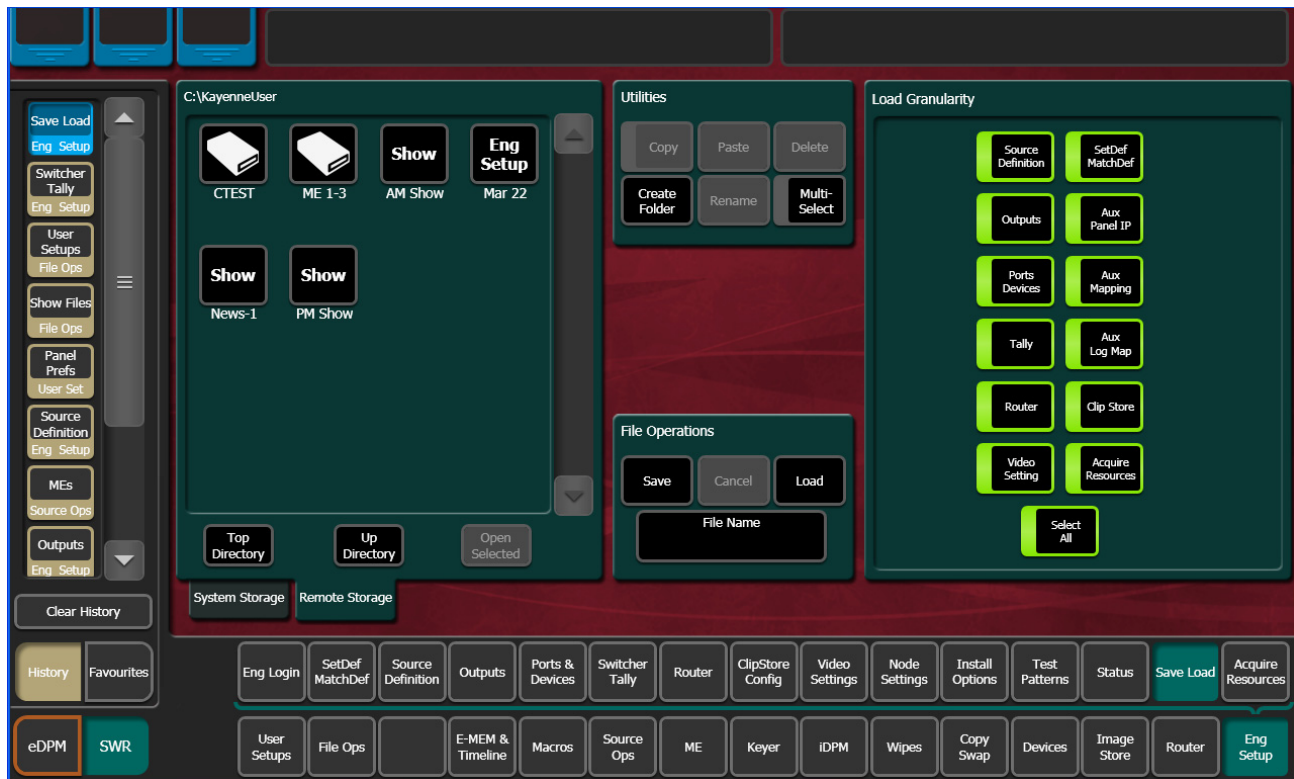 C:\KayenneUser
Utilities
Load Granularity
Save Load
Eng Setup
Switcher
Tally
Eng Setup
User
Setups
File Ops
Show Files
File Ops
Panel
Prefs
User Set
Source
Definition
Eng Setup
MEs
Source Ops
Outputs
Eng Setup
Clear History
History
Favourites
eDPM
SWR
CTEST
ME 1-3
Show
AM Show
Eng
Setup
Mar 22
Show
News-1
Show
PM Show
Top
Directory
Up
Directory
Open
Selected
System Storage
Remote Storage
Copy
Paste
Delete
Create
Folder
Rename
Multi-
Select
File Operations
Save
Cancel
Load
File Name
Source
Definition
SetDef
MatchDef
Outputs
Aux
Panel IP
Ports
Devices
Aux
Mapping
Tally
Aux
Log Map
Router
Clip Store
Video
Setting
Acquire
Resources
Select
All
Eng Login
SetDef
MatchDef
Source
Definition
Outputs
Ports &
Devices
Switcher
Tally
Router
ClipStore
Config
Video
Settings
Node
Settings
Install
Options
Test
Patterns
Status
Save Load
Acquire
Resources
User
Setups
File Ops
E-MEM &
Timeline
Macros
Source
Ops
ME
Keyer
iDPM
Wipes
Copy
Swap
Devices
Image
Store
Router
Eng
Setup